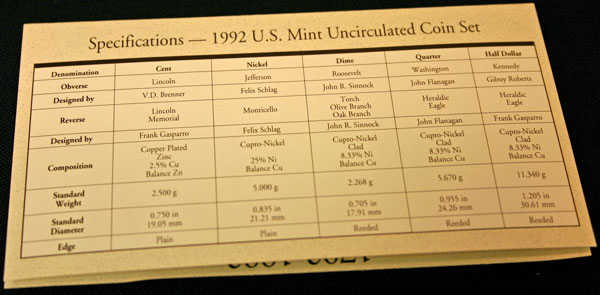 Specifications — 1992 U.S. Mint Uncirculated Coin Set
Denomination Cent Nickel Dime Quarter Half Dollar
Obverse Lincoln Jefferson Roosevelt Washington Kennedy
Designed by V.D. Brenner Felix Schlag John R. Sinnock John Flanagan Gilroy Roberts
Reverse Lincoln Monticello Torch Heraldic Heraldic
Memorial Olive Branch Eagle Eagle
Oak Branch
Designed by Frank Gasparro Felix Schlag John R. Sinnock John Flanagan Frank Gasparro
Composition Copper Plated Cupro-Nickel Cupro-Nickel Cupro-Nickel Cupro-Nickel
Zinc Clad Clad Clad
2.5% Cu 25% Ni 8.33% Ni 8.33% Ni 8.33% Ni
Balance Zn Balance Cu Balance Cu Balance Cu Balance Cu
Standard 2.500 g 5.000 g 2.268 g 5.670 g 11.340 g
Weight
Standard 0.750 in 0.835 in 0.705 in 0.955 in 1.205 in
Diameter 19.05 mm 21.21 mm 17.91 mm 24.26 mm 30.61 mm
Edge Plain Plain Reeded Reeded Reeded